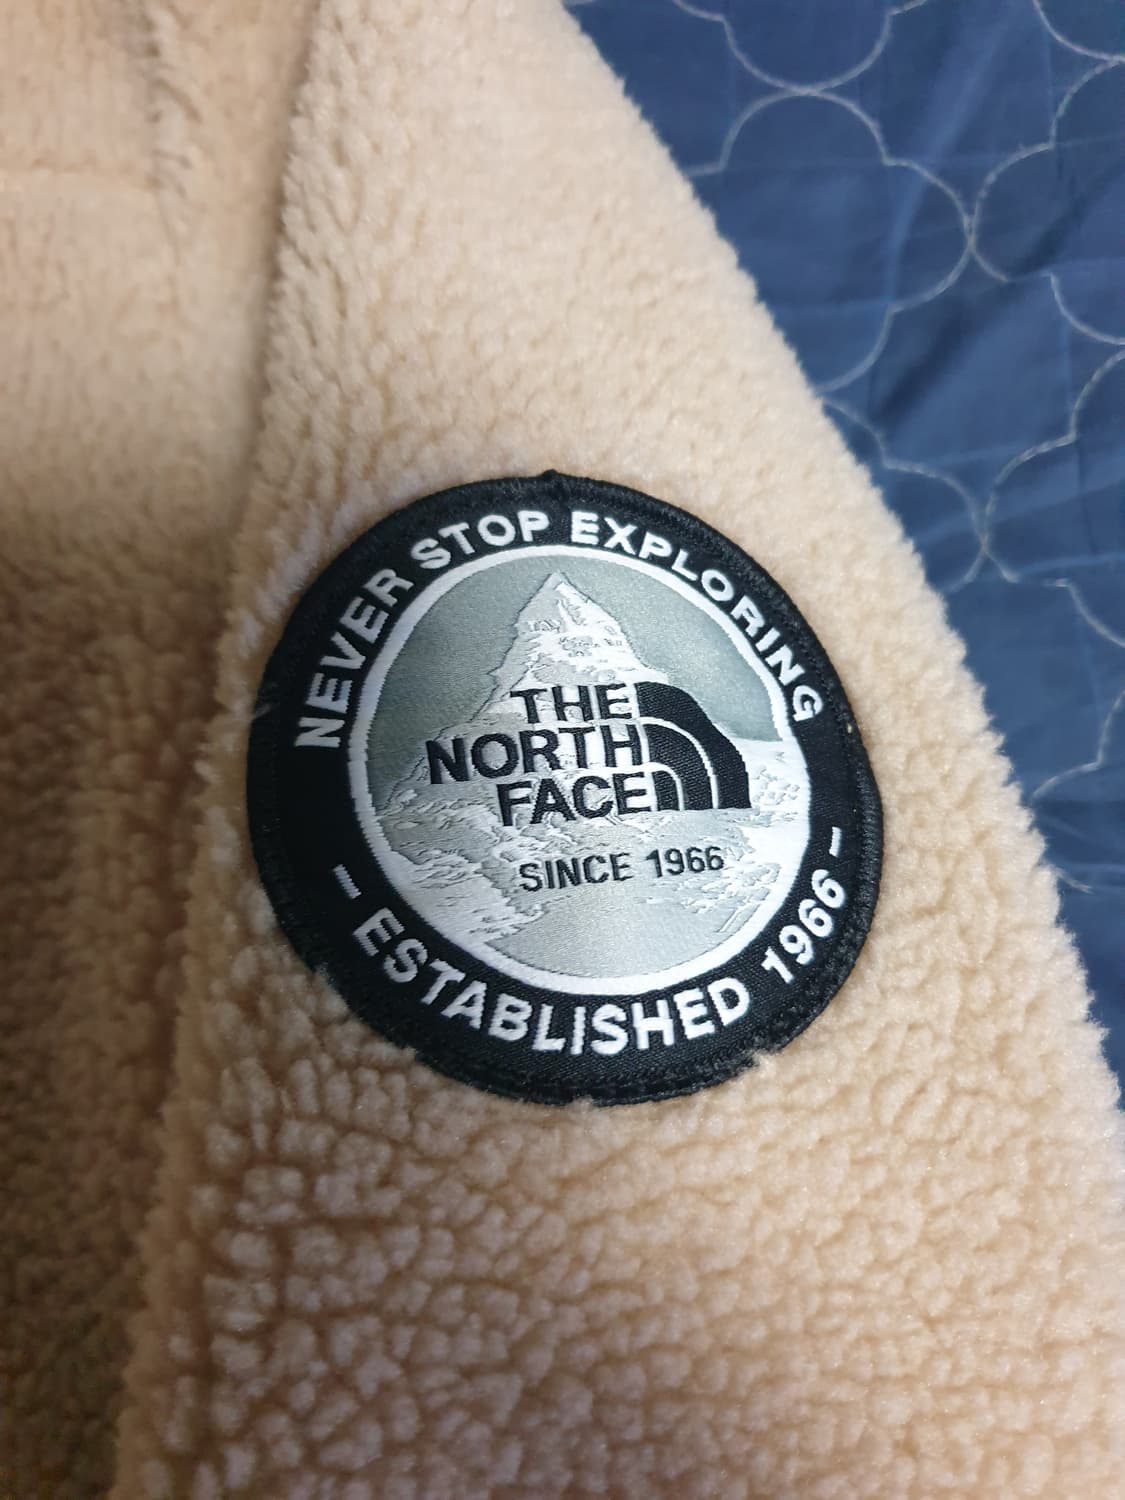 NEVER STOP EXPLORING
THE
NORTH
FACE
SINCE 1966
- ESTABLISHED 1966 -